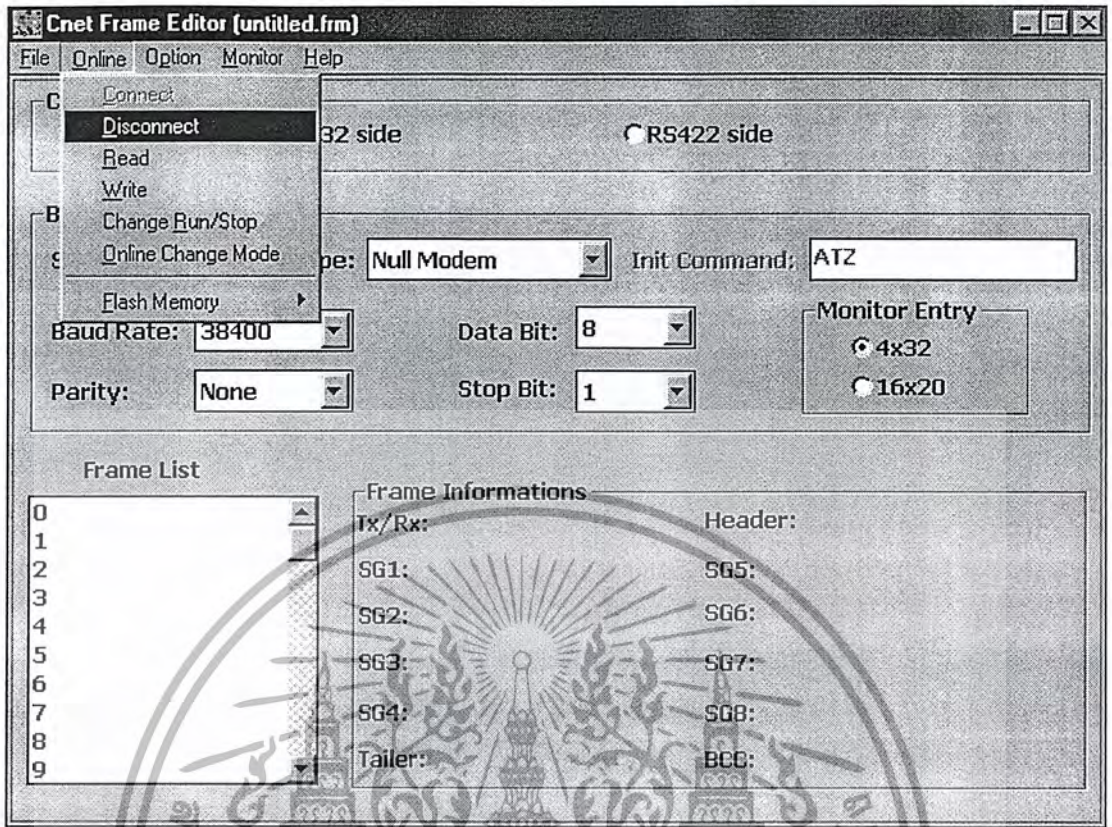 Cnet Frame Editor (untitled.frm)
File Online Option Monitor Help
Connect
Disconnect
Read
Write
Change Run/Stop
Online Change Mode
Flash Memory
C
32 side
RS422 side
B
S
pe: Null Modem
Init Command: ATZ
Baud Rate: 38400
Data Bit: 8
Monitor Entry
4x32
16x20
Parity: None
Stop Bit: 1
Frame List
0
1
2
3
4
5
6
7
8
9
Frame Informations
Tx/Rx:
Header:
SG1:
SG5:
SG2:
SG6:
SG3:
SG7:
SG4:
SG8:
Tailer:
BCC: